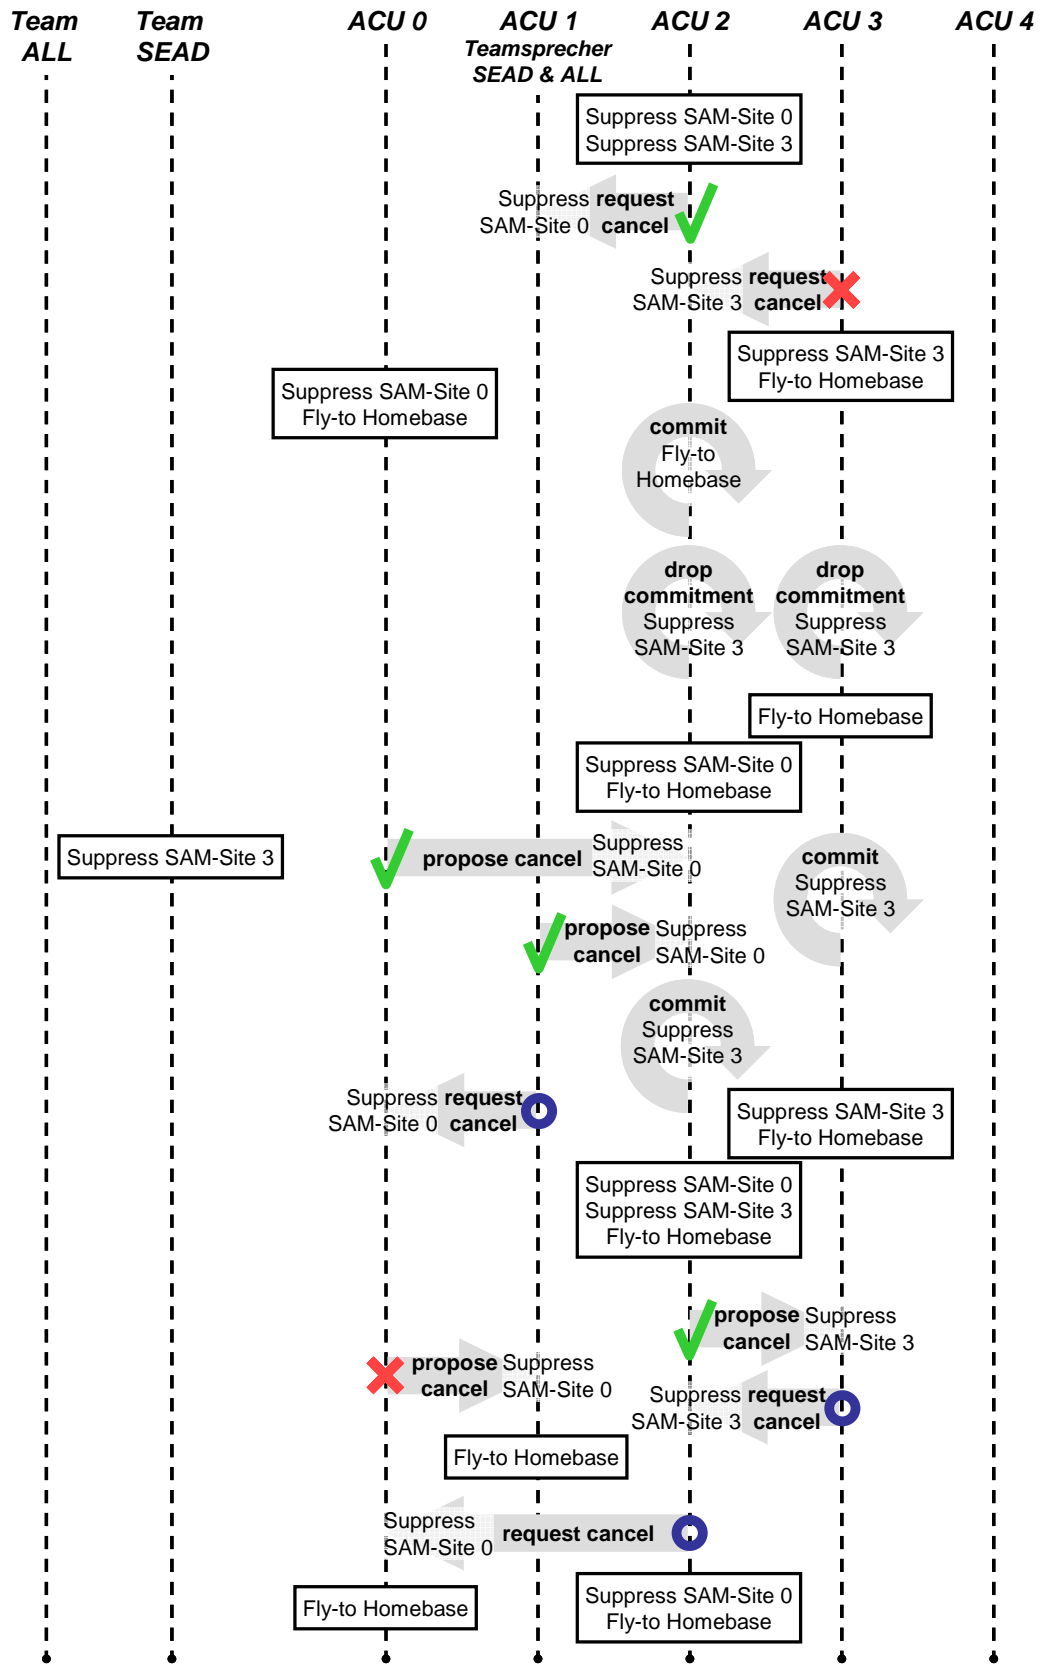 Team ALL
Team SEAD
ACU 0
ACU 1
Teamsprecher
SEAD & ALL
ACU 2
ACU 3
ACU 4
Suppress SAM-Site 0
Suppress SAM-Site 3
Suppress request
SAM-Site 0 cancel
Suppress request
SAM-Site 3 cancel
Suppress SAM-Site 3
Fly-to Homebase
Suppress SAM-Site 0
Fly-to Homebase
commit
Fly-to
Homebase
drop
commitment
Suppress
SAM-Site 3
drop
commitment
Suppress
SAM-Site 3
Fly-to Homebase
Suppress SAM-Site 0
Fly-to Homebase
Suppress SAM-Site 3
propose cancel
Suppress
SAM-Site 0
commit
Suppress
SAM-Site 3
propose Suppress
cancel SAM-Site 0
commit
Suppress
SAM-Site 3
Suppress request
SAM-Site 0 cancel
Suppress SAM-Site 3
Fly-to Homebase
Suppress SAM-Site 0
Suppress SAM-Site 3
Fly-to Homebase
propose Suppress
cancel SAM-Site 3
propose Suppress
cancel SAM-Site 0
Suppress request
SAM-Site 3 cancel
Fly-to Homebase
Suppress
SAM-Site 0
request cancel
Suppress SAM-Site 0
Fly-to Homebase
Fly-to Homebase